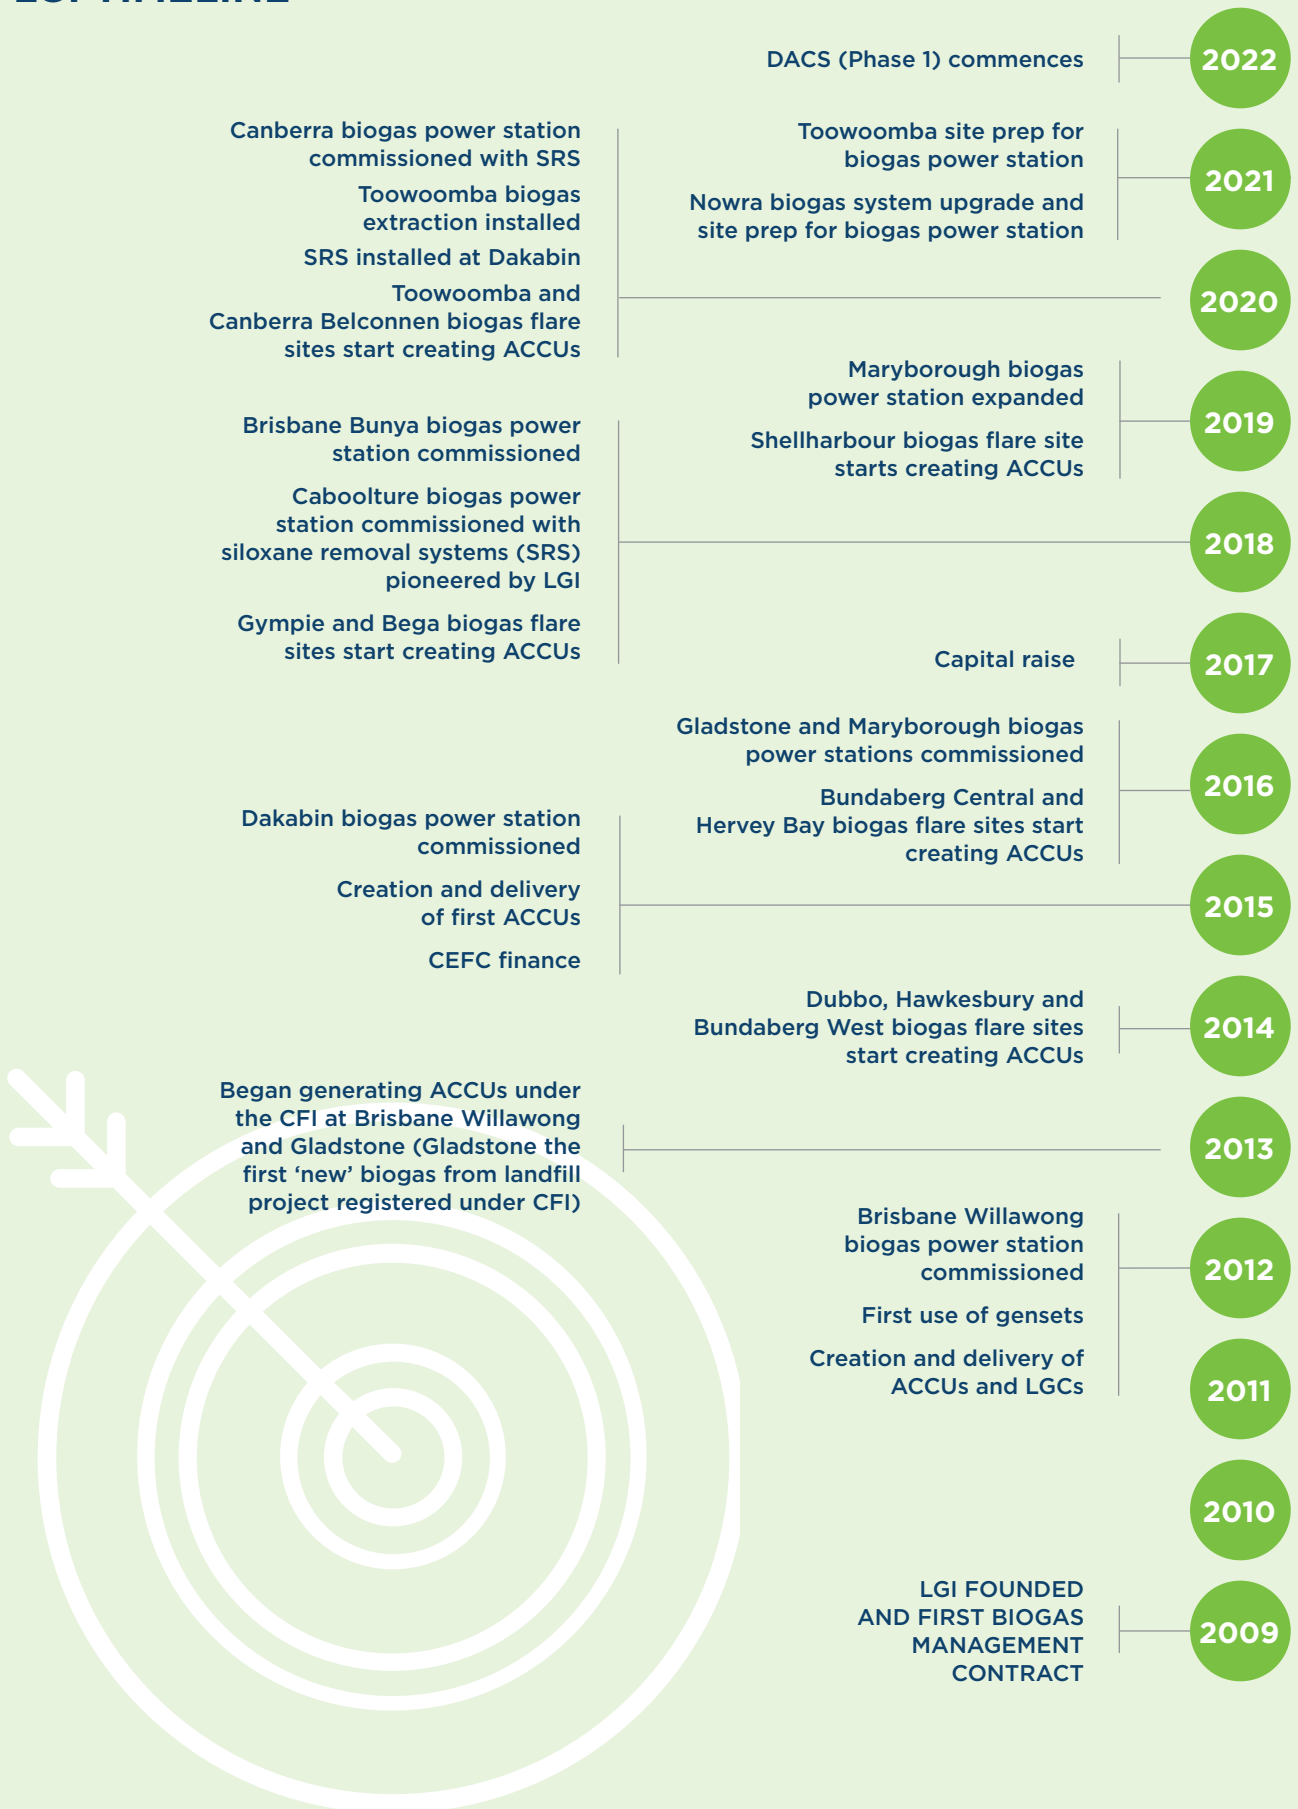 2022
DACS (Phase 1) commences
2021
Toowoomba site prep for
biogas power station
Nowra biogas system upgrade and
site prep for biogas power station
2020
Canberra biogas power station
commissioned with SRS
Toowoomba biogas
extraction installed
SRS installed at Dakabin
Toowoomba and
Canberra Belconnen biogas flare
sites start creating ACCUs
2019
Maryborough biogas
power station expanded
Shellharbour biogas flare site
starts creating ACCUs
2018
Brisbane Bunya biogas power
station commissioned
Caboolture biogas power
station commissioned with
siloxane removal systems (SRS)
pioneered by LGI
Gympie and Bega biogas flare
sites start creating ACCUs
2017
Capital raise
2016
Gladstone and Maryborough biogas
power stations commissioned
Bundaberg Central and
Hervey Bay biogas flare sites start
creating ACCUs
2015
Dakabin biogas power station
commissioned
Creation and delivery
of first ACCUs
CEFC finance
2014
Dubbo, Hawkesbury and
Bundaberg West biogas flare sites
start creating ACCUs
2013
Began generating ACCUs under
the CFI at Brisbane Willawong
and Gladstone (Gladstone the
first ‘new’ biogas from landfill
project registered under CFI)
2012
Brisbane Willawong
biogas power station
commissioned
First use of gensets
Creation and delivery of
ACCUs and LGCs
2011
2010
2009
LGI FOUNDED
AND FIRST BIOGAS
MANAGEMENT
CONTRACT